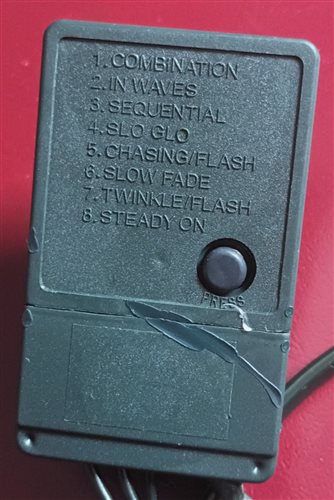 1. COMBINATION
2. IN WAVES
3. SEQUENTIAL
4. SLO GLO
5. CHASING/FLASH
6. SLOW FADE
7. TWINKLE/FLASH
8. STEADY ON
PRESS